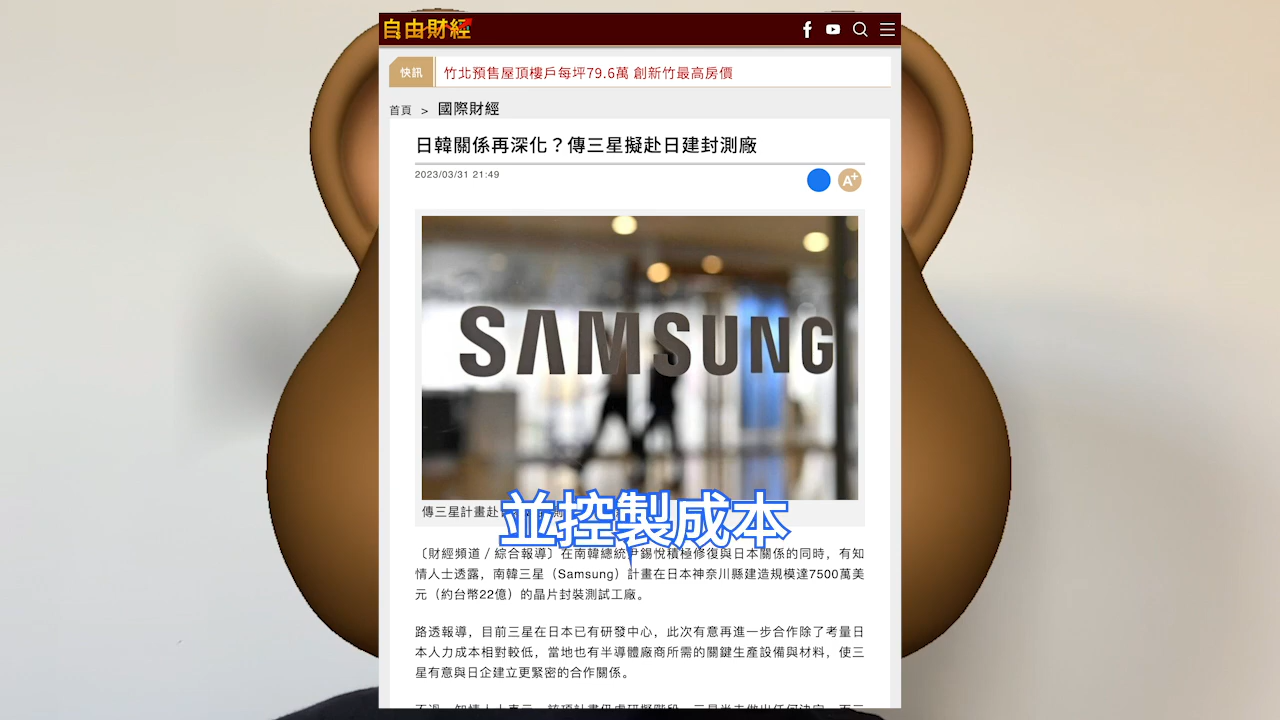 自由財經
快訊
竹北預售屋頂樓戶每坪79.6萬 創新竹最高房價
首頁 > 國際財經
日韓關係再深化？傳三星擬赴日建封測廠
2023/03/31 21:49
A+
SAMSUNG
傳三星計畫赴
並控製成本
〔財經頻道／綜合報導〕在南韓總統尹錫悅積極修復與日本關係的同時，有知
情人士透露，南韓三星（Samsung）計畫在日本神奈川縣建造規模達7500萬美
元（約台幣22億）的晶片封裝測試工廠。
路透報導，目前三星在日本已有研發中心，此次有意再進一步合作除了考量日
本人力成本相對較低，當地也有半導體廠商所需的關鍵生產設備與材料，使三
星有意與日企建立更緊密的合作關係。